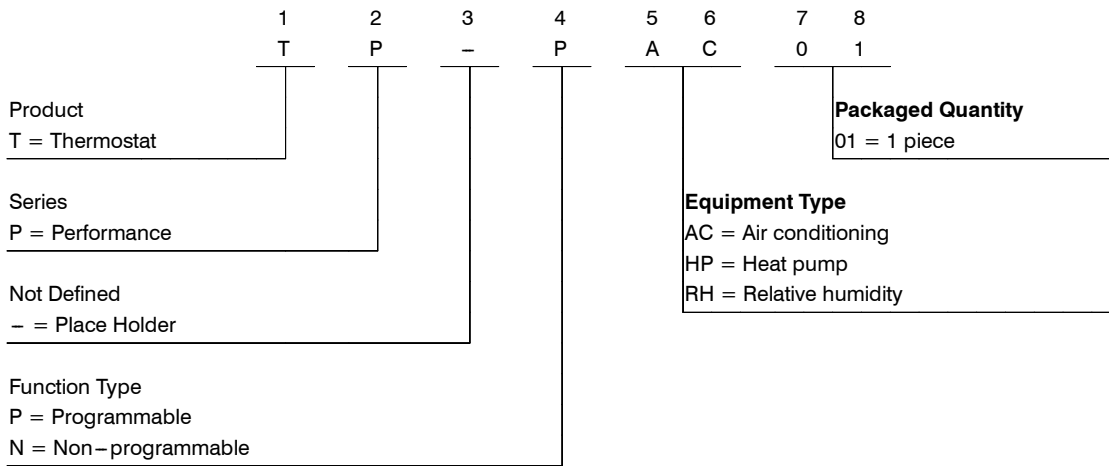 1 2 3 4 5 6 7 8
T P - P A C 0 1
Product
T = Thermostat
Packaged Quantity
01 = 1 piece
Series
P = Performance
Equipment Type
AC = Air conditioning
HP = Heat pump
RH = Relative humidity
Not Defined
- = Place Holder
Function Type
P = Programmable
N = Non-programmable